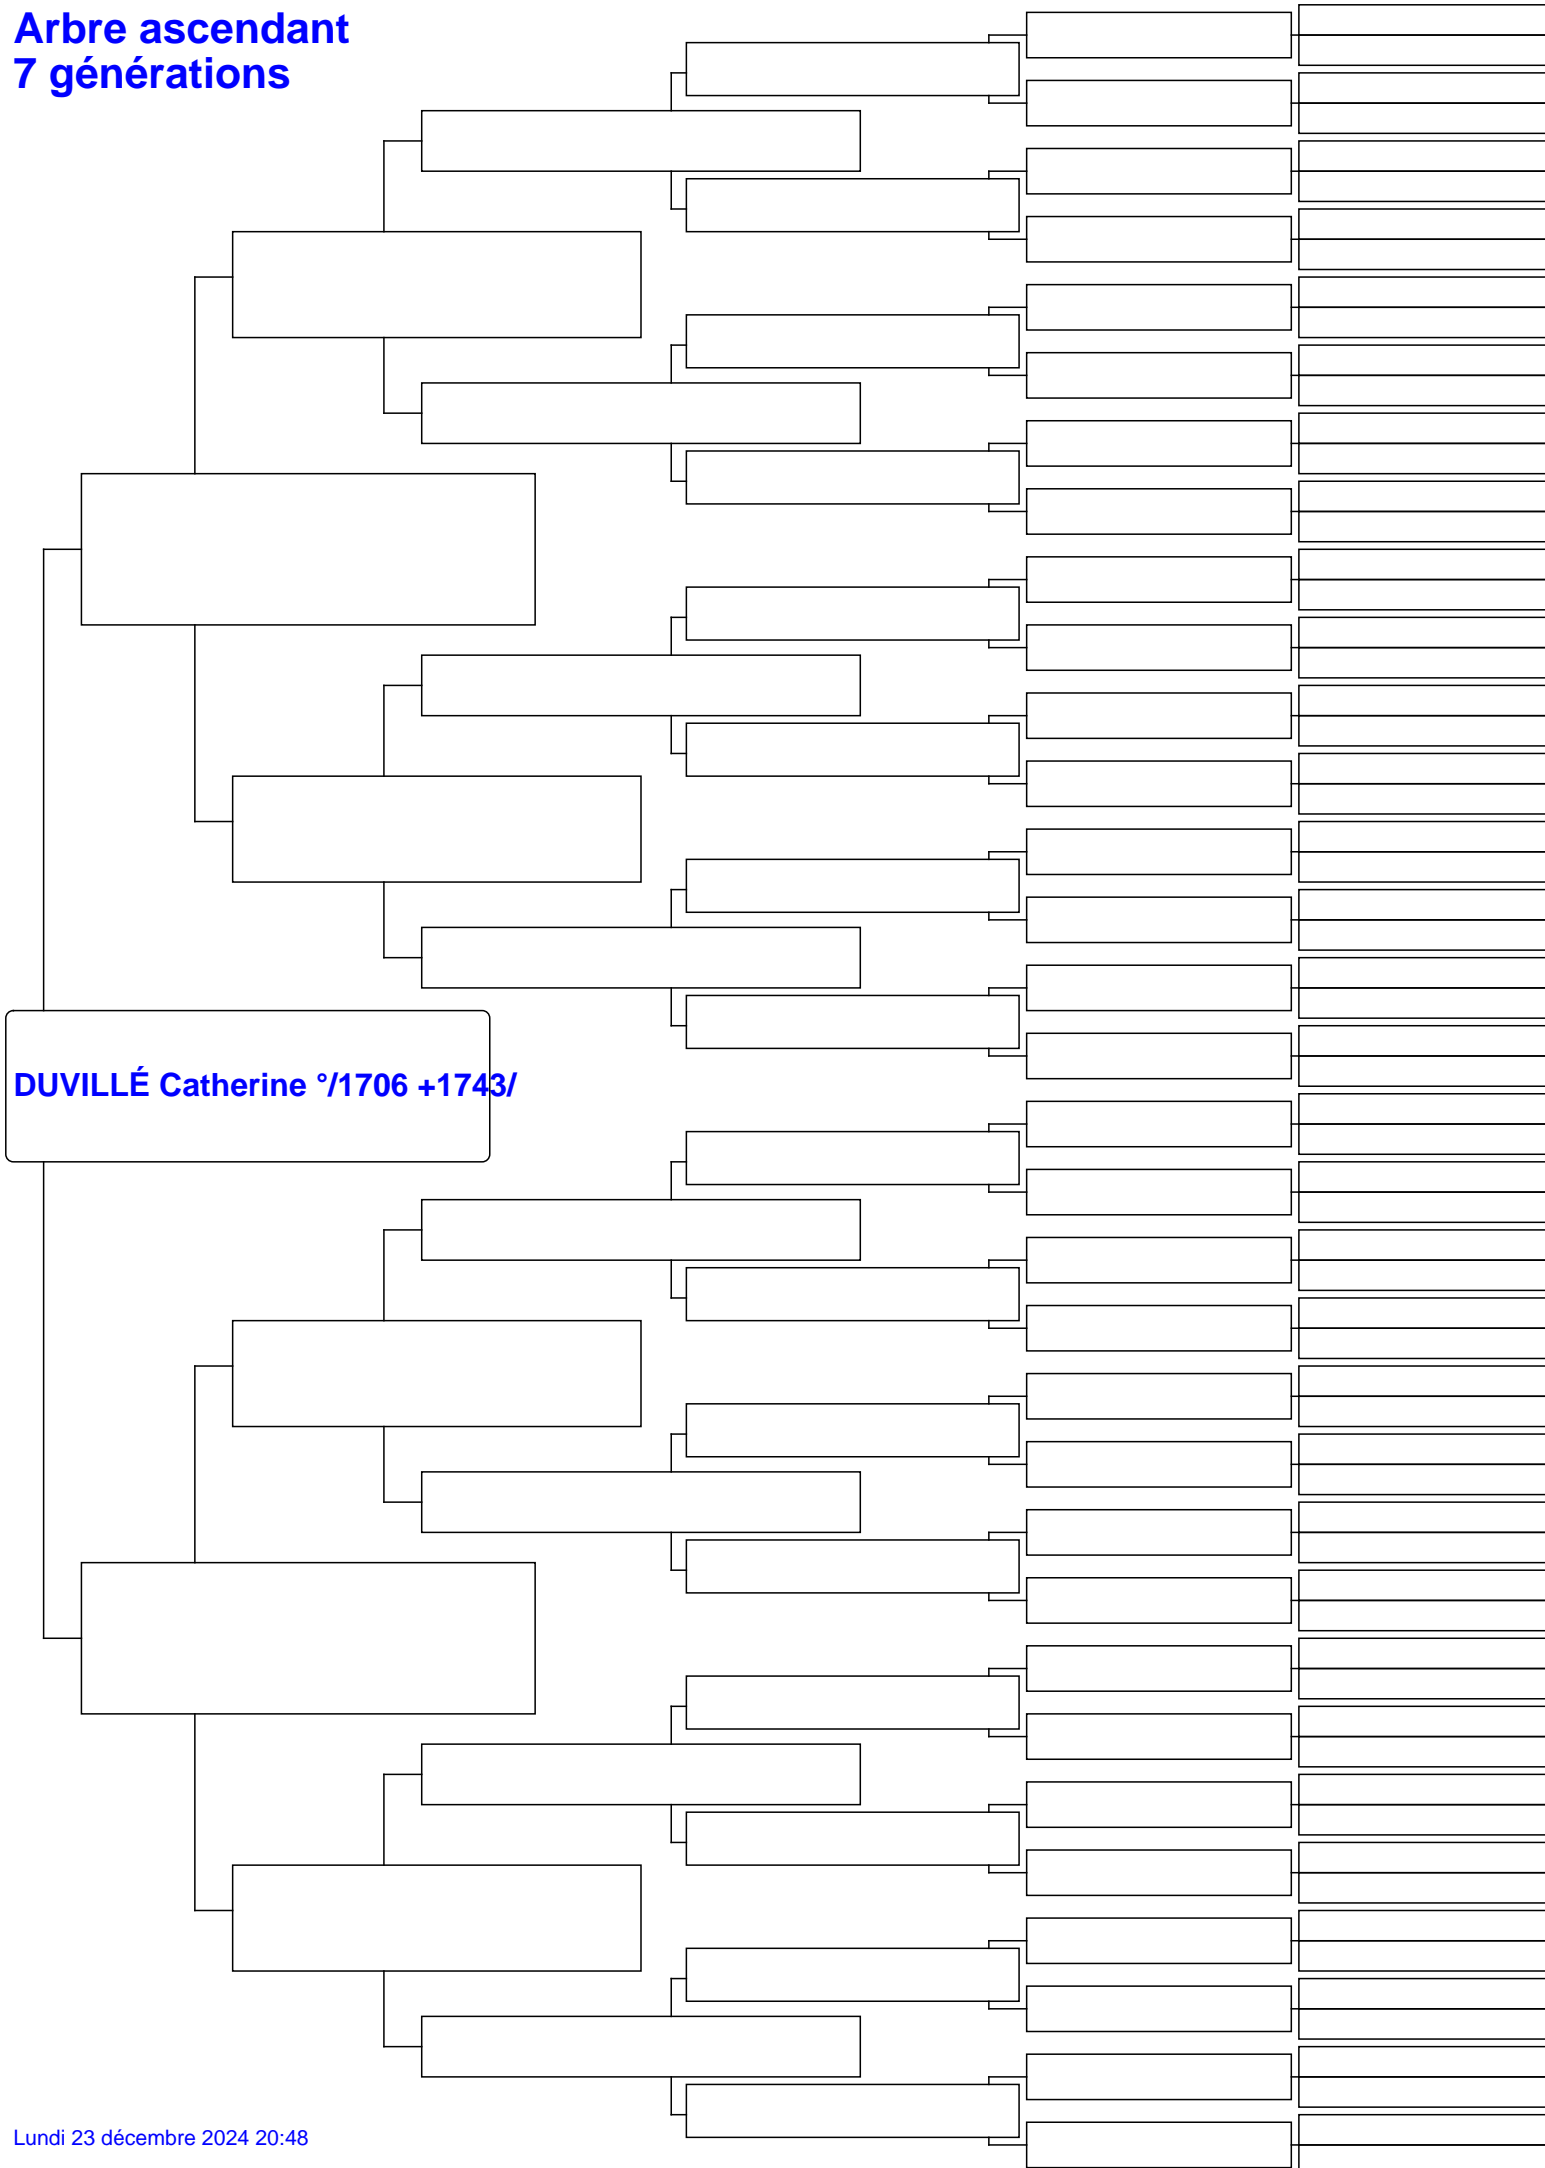 Arbre ascendant
7 générations
DUVILLÉ Catherine °/1706 +1743/
Lundi 23 décembre 2024 20:48